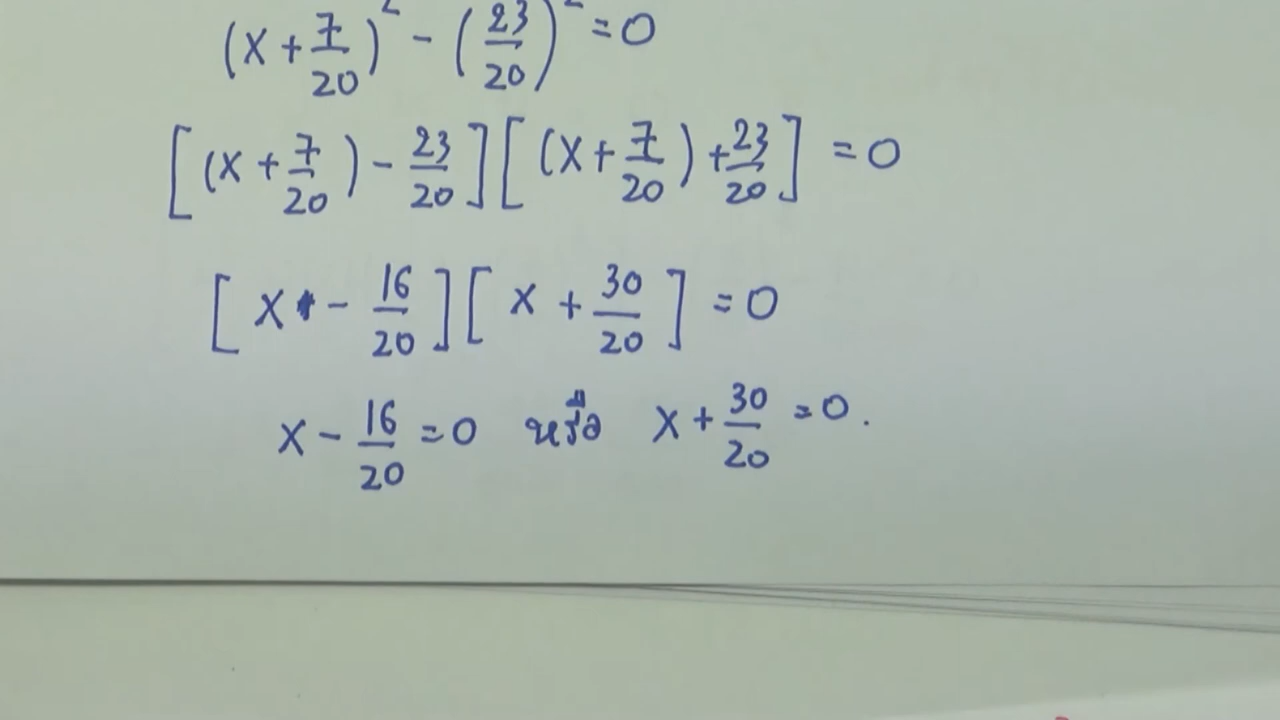 (x + 7/20)² - (23/20)² = 0
[(x + 7/20) - 23/20][(x + 7/20) + 23/20] = 0
[x - 16/20][x + 30/20] = 0
x - 16/20 = 0 หรือ x + 30/20 = 0.